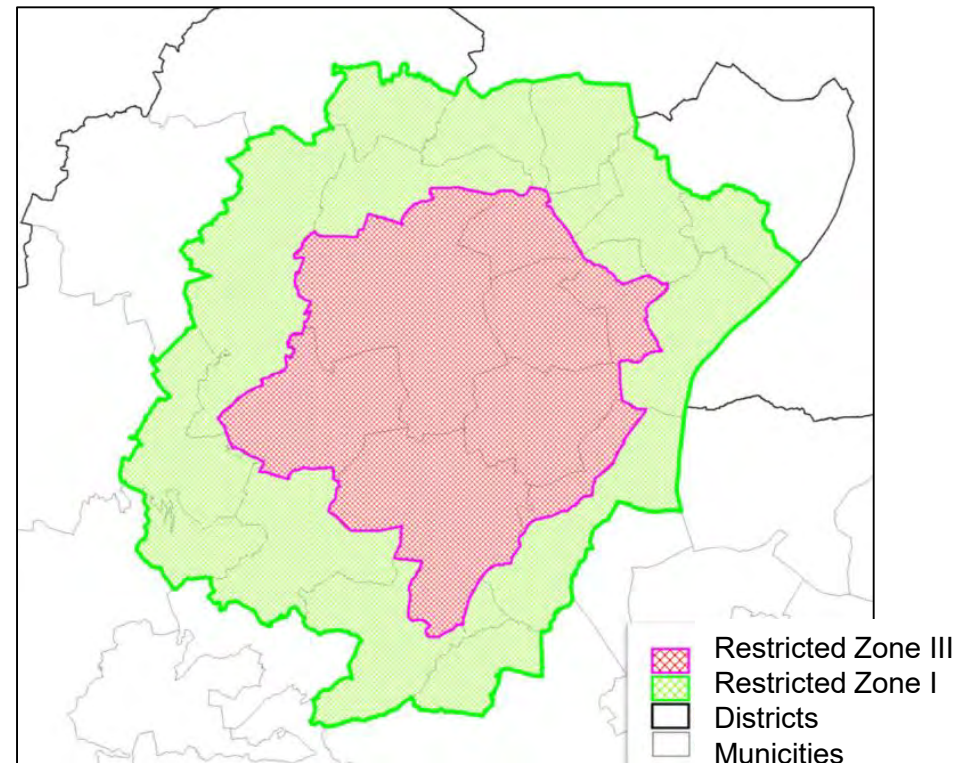 Restricted Zone III
Restricted Zone I
Districts
Municities